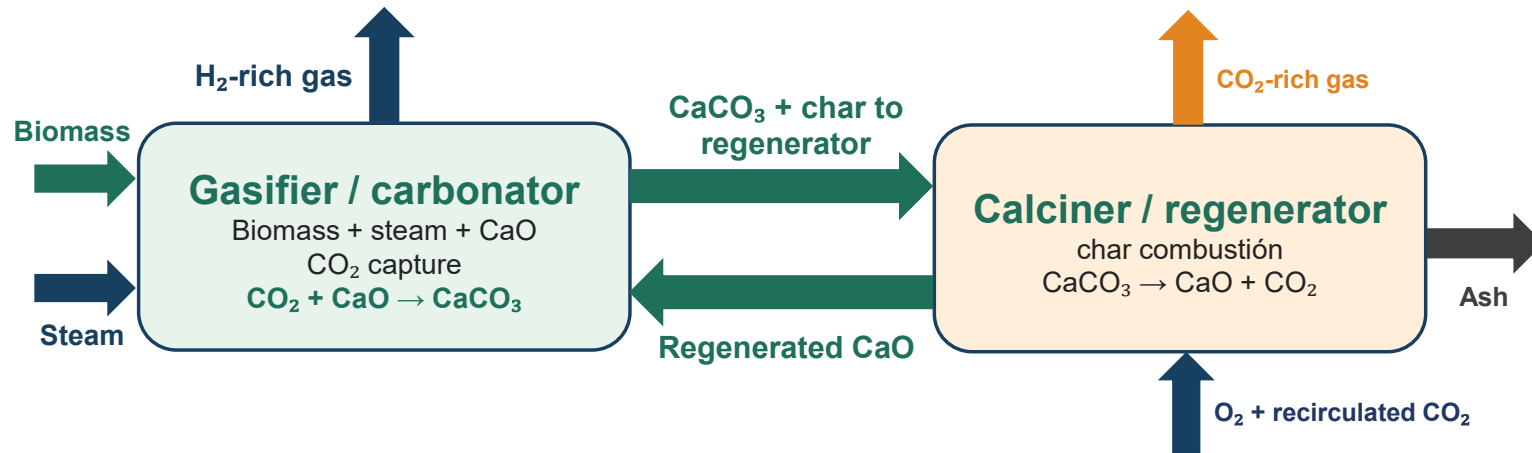 H₂-rich gas
Biomass
Steam
Gasifier / carbonator
Biomass + steam + CaO
CO₂ capture
CO₂ + CaO → CaCO₃
CaCO₃ + char to
regenerator
Regenerated CaO
CO₂-rich gas
Calciner / regenerator
char combustión
CaCO₃ → CaO + CO₂
Ash
O₂ + recirculated CO₂